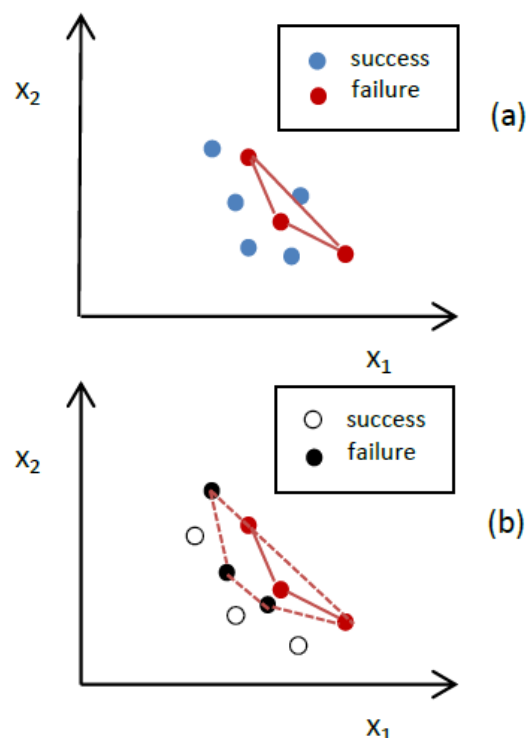 success
failure
X₂
(a)
X₁
success
failure
X₂
(b)
X₁